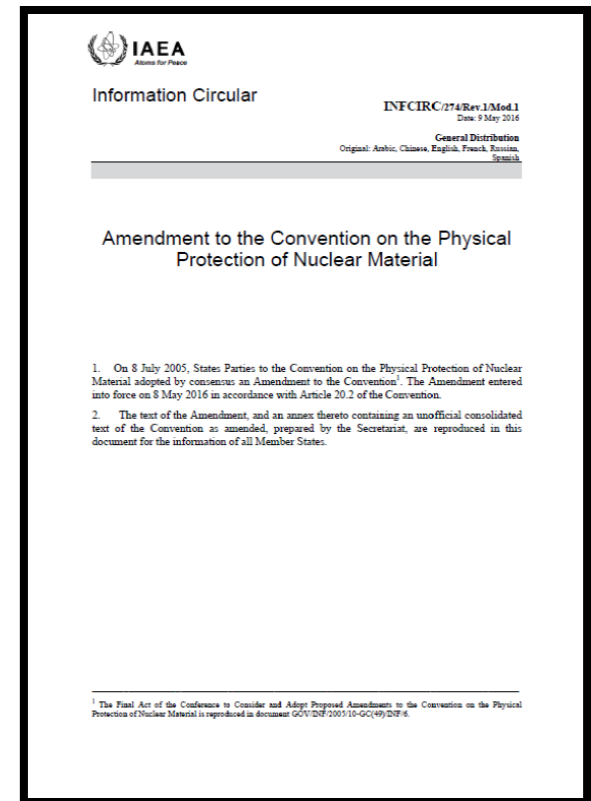 IAEA
Atoms for Peace
Information Circular
INFCIRC/274/Rev.1/Mod.1
Date: 9 May 2016
General Distribution
Original: Arabic, Chinese, English, French, Russian,
Spanish
Amendment to the Convention on the Physical
Protection of Nuclear Material
1. On 8 July 2005, States Parties to the Convention on the Physical Protection of Nuclear
Material adopted by consensus an Amendment to the Convention¹. The Amendment entered
into force on 8 May 2016 in accordance with Article 20.2 of the Convention.
2. The text of the Amendment, and an annex thereto containing an unofficial consolidated
text of the Convention as amended, prepared by the Secretariat, are reproduced in this
document for the information of all Member States.
¹ The Final Act of the Conference to Consider and Adopt Proposed Amendments to the Convention on the Physical
Protection of Nuclear Material is reproduced in document GOV/INF/2005/10-GC(49)/INF/6.